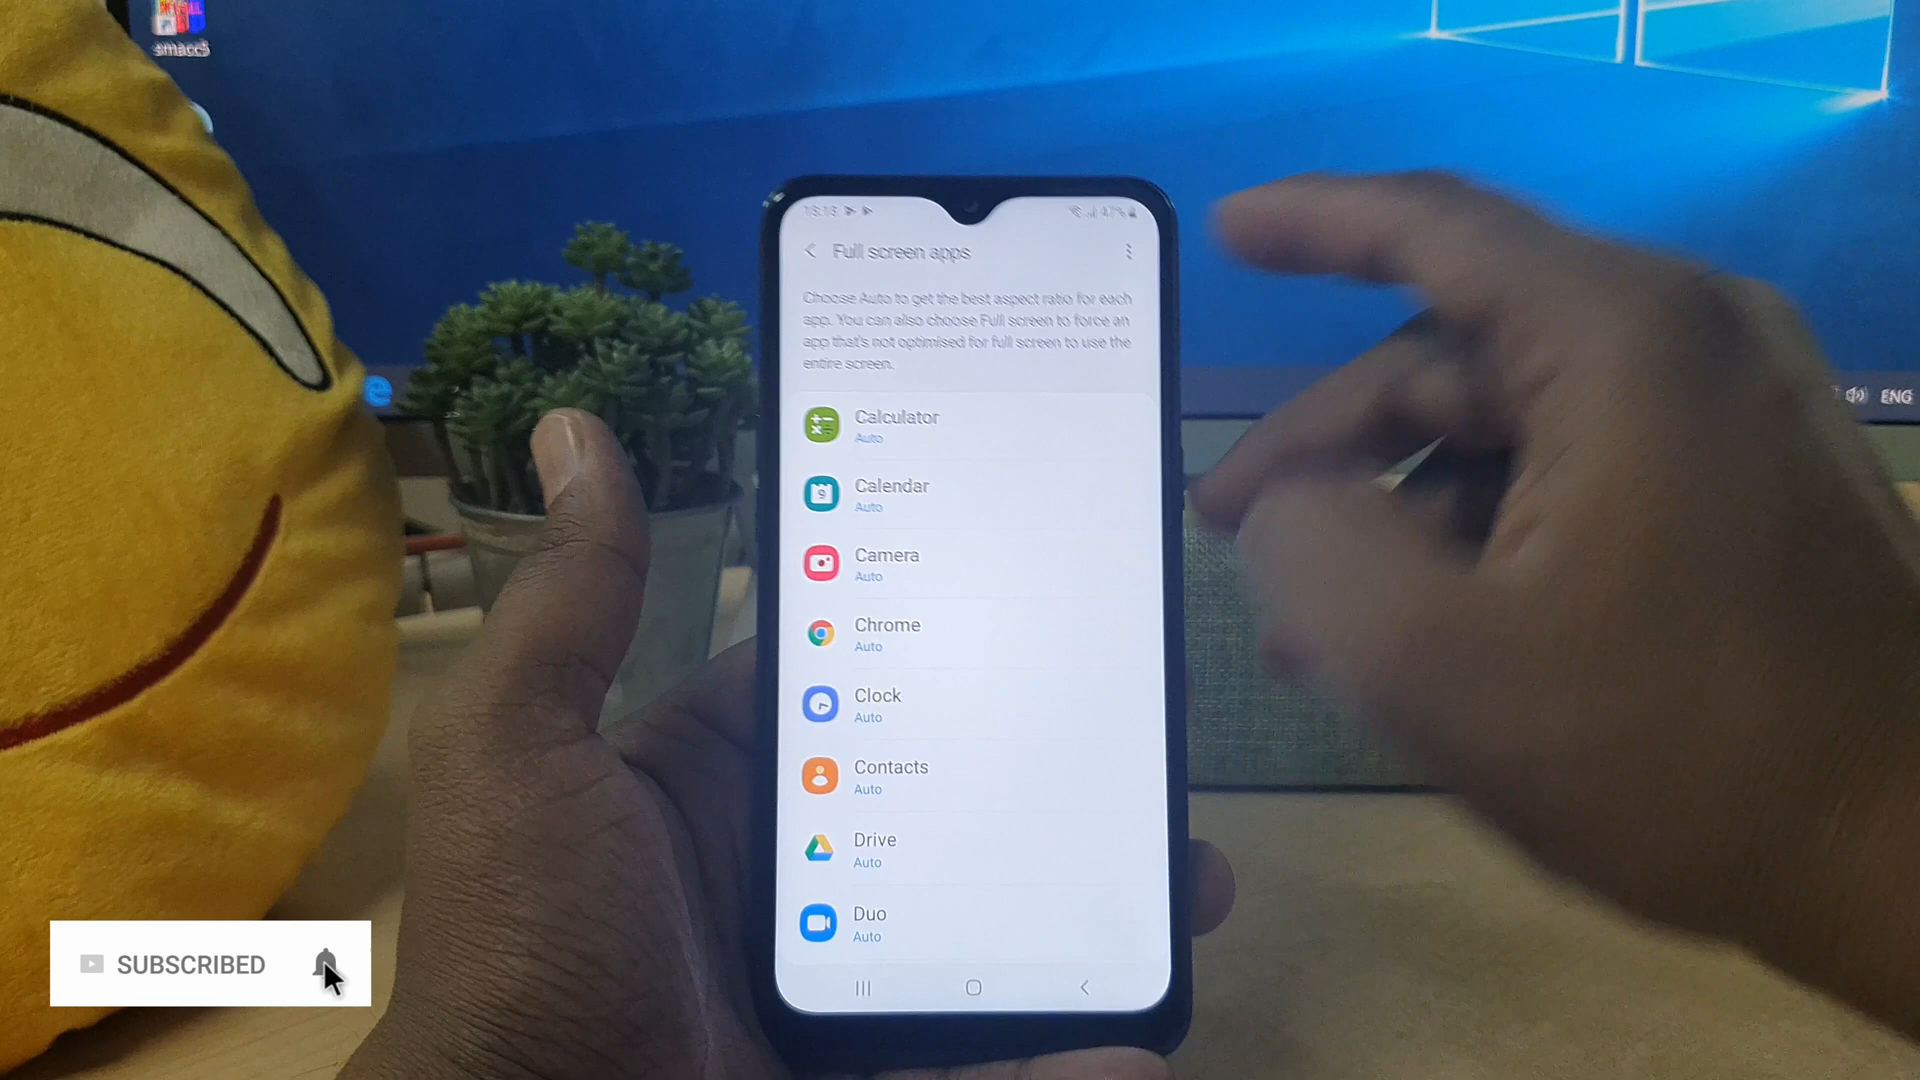 smacc5
ENG
47%
Full screen apps
Choose Auto to get the best aspect ratio for each
app. You can also choose Full screen to force an
app that's not optimised for full screen to use the
entire screen.
Calculator
Auto
Calendar
Auto
9
Camera
Auto
Chrome
Auto
Clock
Auto
Contacts
Auto
Drive
Auto
Duo
Auto
SUBSCRIBED